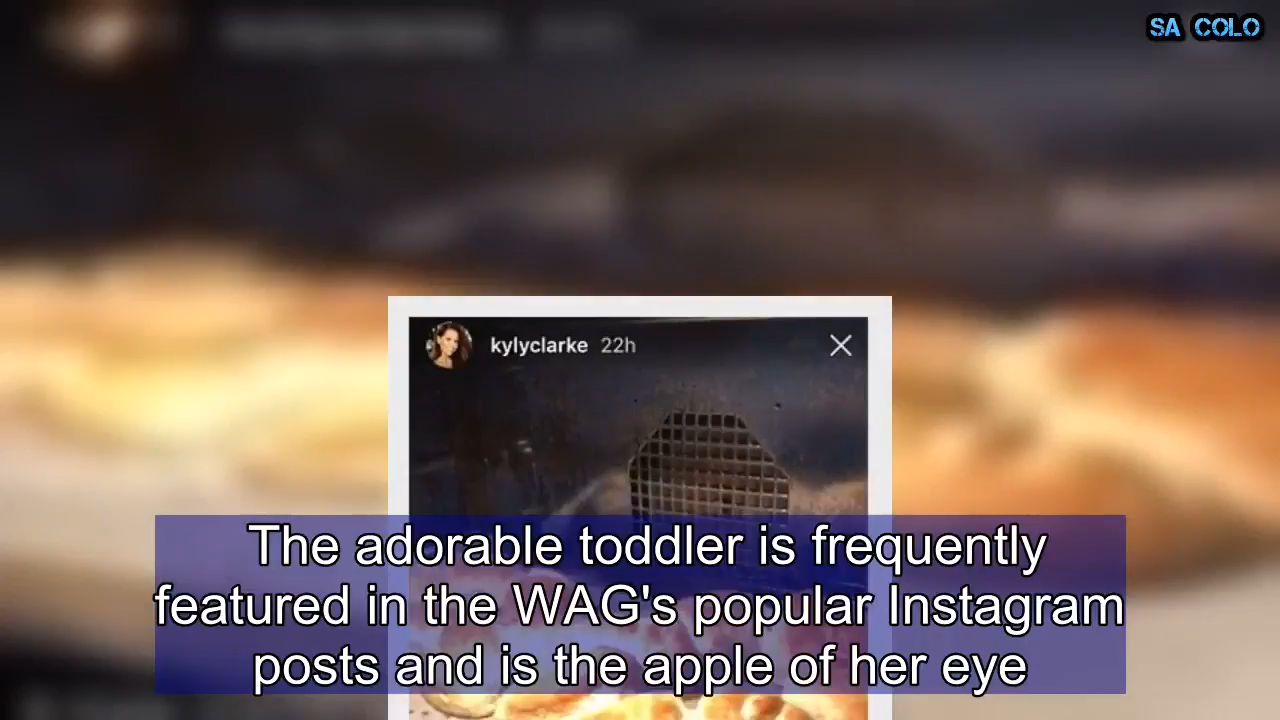 SA COLO
kylyclarke 22h
The adorable toddler is frequently
featured in the WAG's popular Instagram
posts and is the apple of her eye